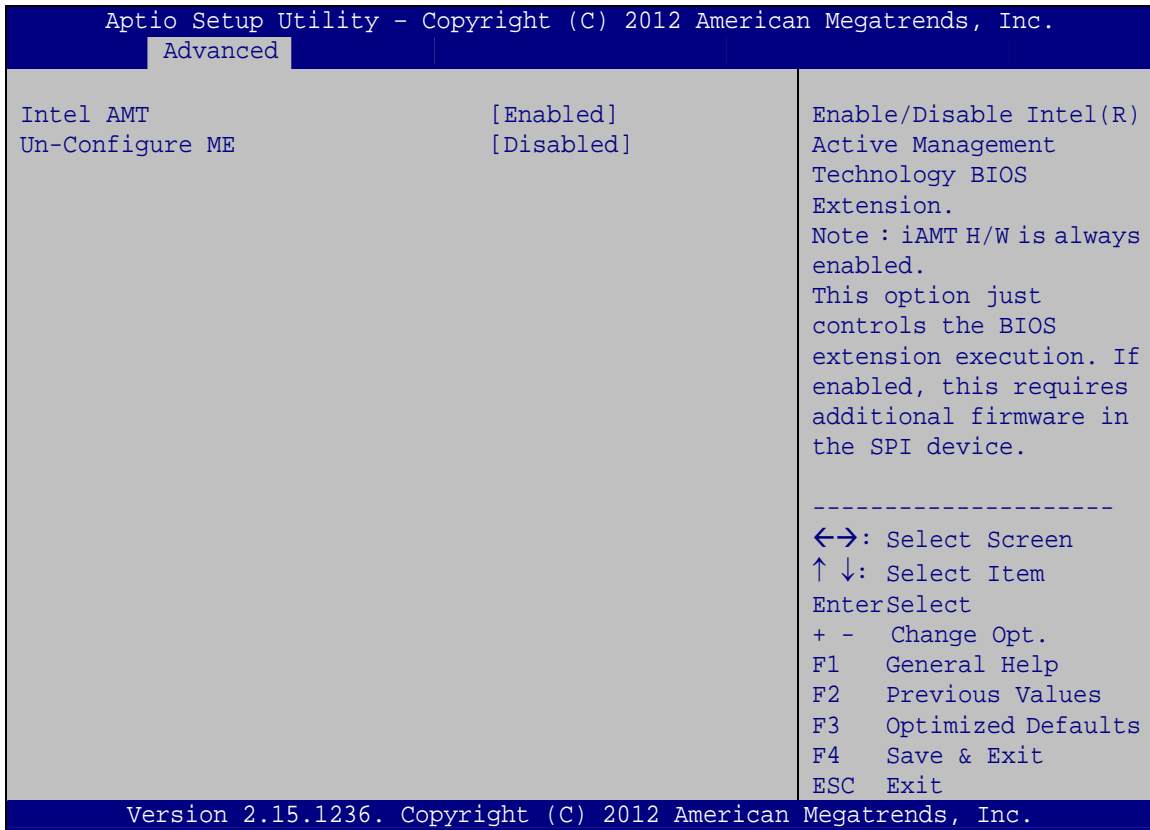 Aptio Setup Utility – Copyright (C) 2012 American Megatrends, Inc.
Advanced
Intel AMT [Enabled]
Un-Configure ME [Disabled]
Enable/Disable Intel(R)
Active Management
Technology BIOS
Extension.
Note：iAMT H/W is always
enabled.
This option just
controls the BIOS
extension execution. If
enabled, this requires
additional firmware in
the SPI device.
---------------------
←→: Select Screen
↑ ↓: Select Item
EnterSelect
+ - Change Opt.
F1 General Help
F2 Previous Values
F3 Optimized Defaults
F4 Save & Exit
ESC Exit
Version 2.15.1236. Copyright (C) 2012 American Megatrends, Inc.